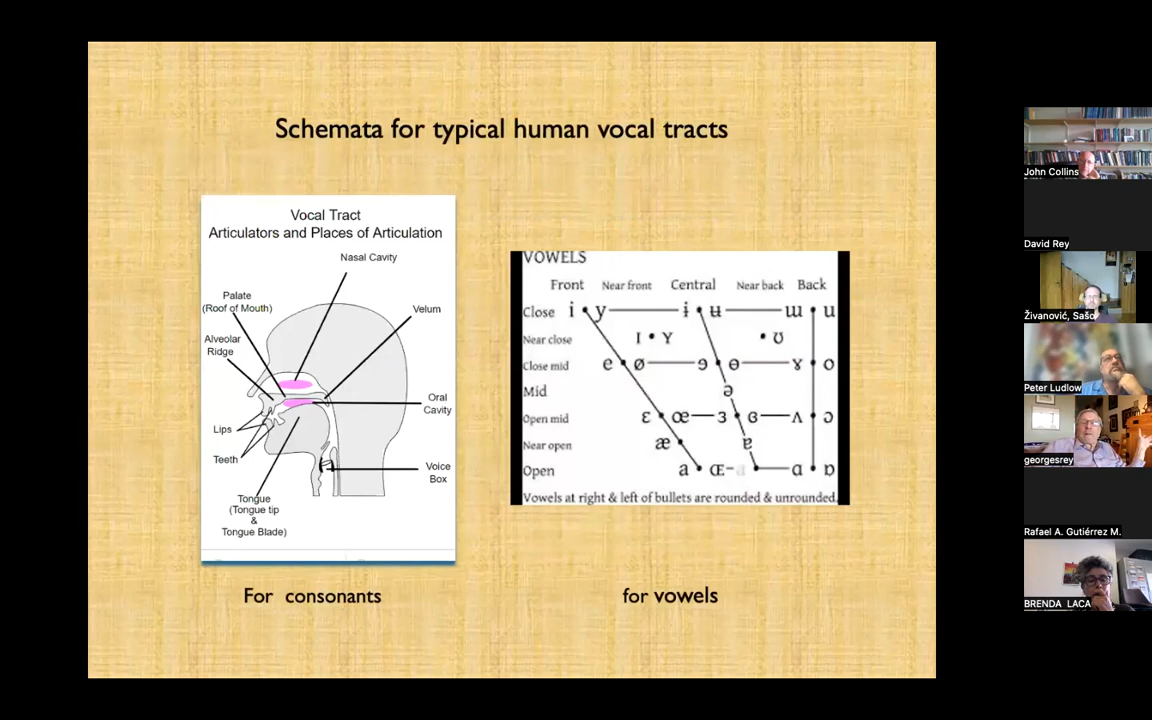 Schemata for typical human vocal tracts
Vocal Tract
Articulators and Places of Articulation
Nasal Cavity
Palate
(Roof of Mouth)
Velum
Alveolar
Ridge
Oral
Cavity
Lips
Teeth
Voice
Box
Tongue
(Tongue tip
&
Tongue Blade)
For consonants
VOWELS
Front Near front Central Near back Back
Close i y ɨ ʉ ɯ u
Near close ɪ ʏ ʊ
Close mid e ø ɘ ɵ ɤ o
Mid ə
Open mid ɛ œ ɜ ɞ ʌ ɔ
Near open æ ɐ
Open a ɶ ɑ ɒ
Vowels at right & left of bullets are rounded & unrounded.
for vowels
John Collins
David Rey
Živanović, Sašo
Peter Ludlow
georgesrey
Rafael A. Gutiérrez M.
BRENDA LACA